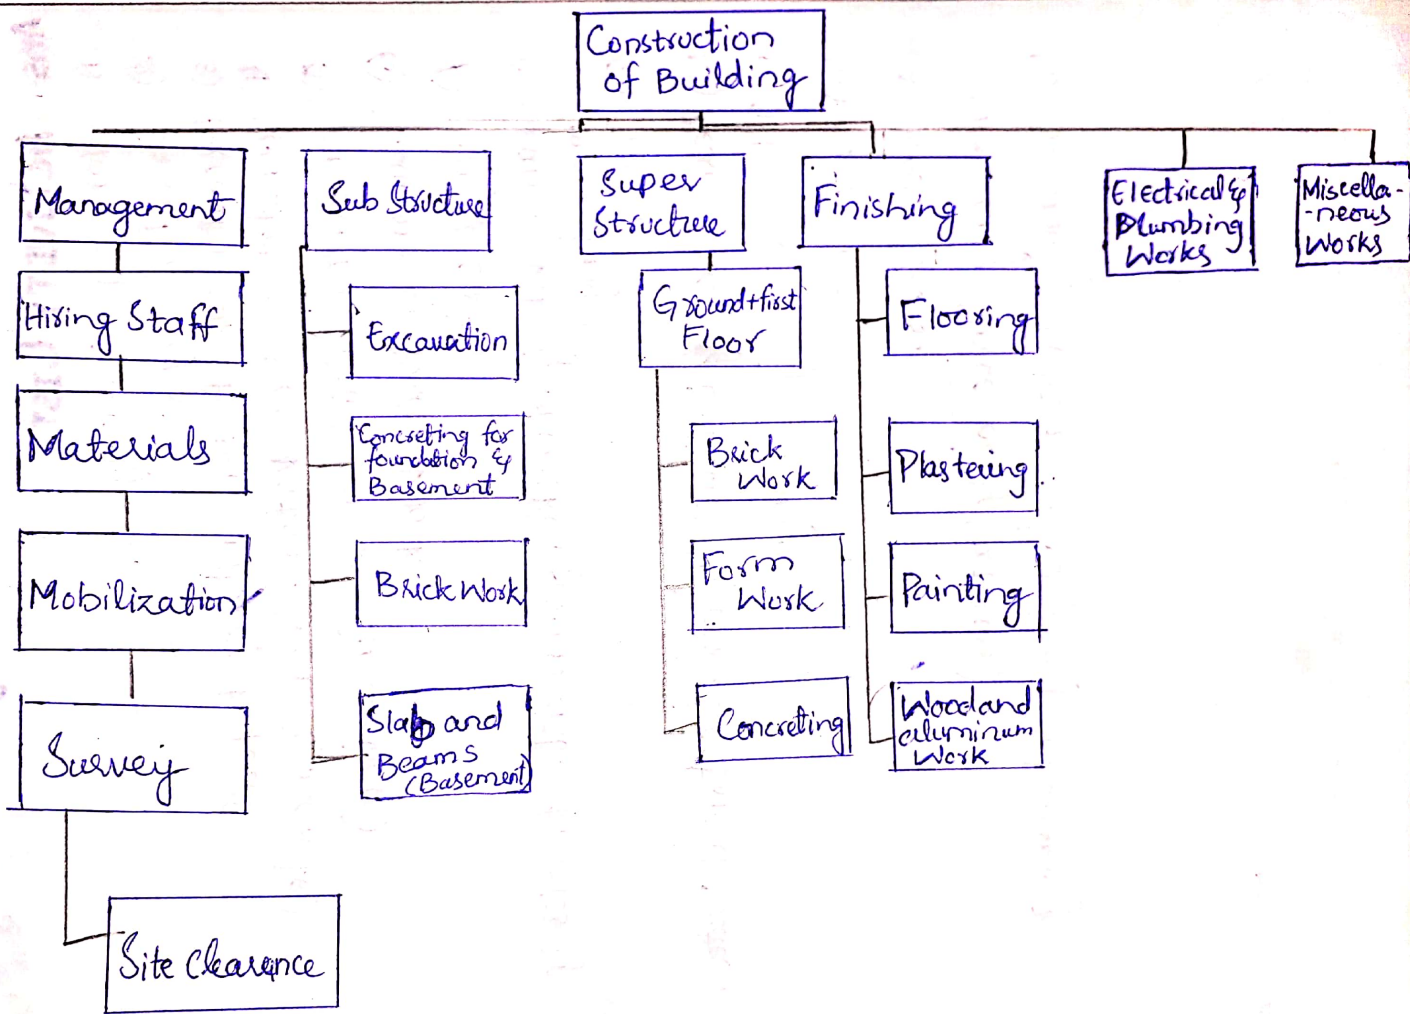 Construction
of Building
Management
Hiring Staff
Materials
Mobilization
Survey
Site Clearance
Sub Structure
Excavation
Concreting for
foundation &
Basement
Brick Work
Slab and
Beams
(Basement)
Super
Structure
Ground+first
Floor
Brick
Work
Form
Work
Concreting
Finishing
Flooring
Plastering
Painting
Wood and
aluminum
Work
Electrical &
Plumbing
Works
Miscella-
-neous
Works